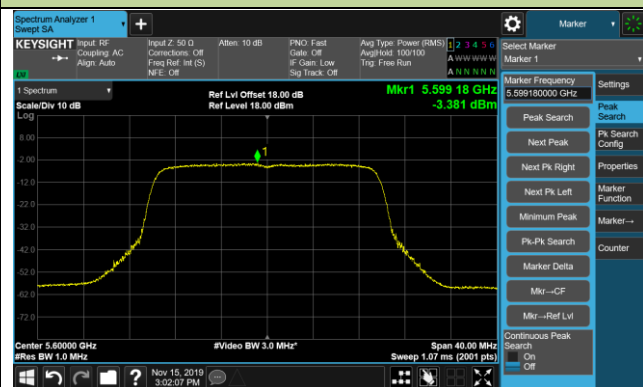 Spectrum Analyzer 1
Swept SA
Marker
KEYSIGHT Input: RF Input Z: 50 Ω Atten: 10 dB PNO: Fast Avg Type: Power (RMS) 1 2 3 4 5 6
Coupling: AC Corrections: Off Gate: Off Avg|Hold: 100/100 A W W W W W
Align: Auto Freq Ref: Int (S) IF Gain: Low Trig: Free Run
NFE: Off Sig Track: Off A N N N N N
LXI
Select Marker
Marker 1
1 Spectrum
Ref Lvl Offset 18.00 dB
Mkr1 5.599 18 GHz
Scale/Div 10 dB
Ref Level 18.00 dBm
-3.381 dBm
Log
8.00
-2.00
-12.0
-22.0
-32.0
-42.0
-52.0
-62.0
-72.0
1
Center 5.60000 GHz
#Video BW 3.0 MHz*
Span 40.00 MHz
#Res BW 1.0 MHz
Sweep 1.07 ms (2001 pts)
Marker Frequency
5.599180000 GHz
Peak Search
Next Peak
Next Pk Right
Next Pk Left
Minimum Peak
Pk-Pk Search
Marker Delta
Mkr→CF
Mkr→Ref Lvl
Continuous Peak
Search
On
Off
Settings
Peak
Search
Pk Search
Config
Properties
Marker
Function
Marker→
Counter
Nov 15, 2019
3:02:07 PM